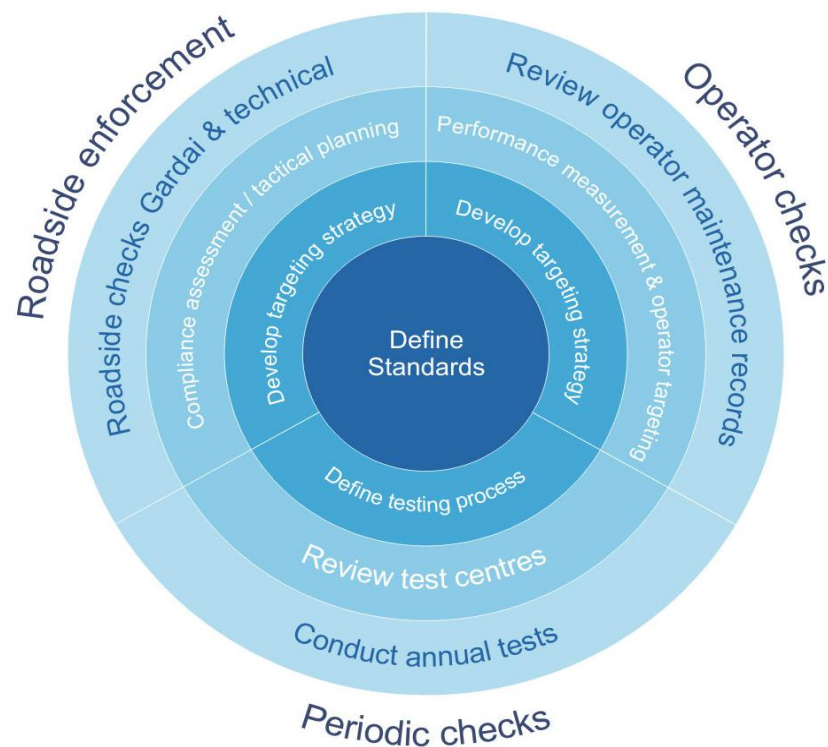 Roadside enforcement
Roadside checks Gardai & technical
Compliance assessment / tactical planning
Develop targeting strategy
Operator checks
Review operator maintenance records
Performance measurement & operator targeting
Develop targeting strategy
Define
Standards
Define testing process
Review test centres
Conduct annual tests
Periodic checks